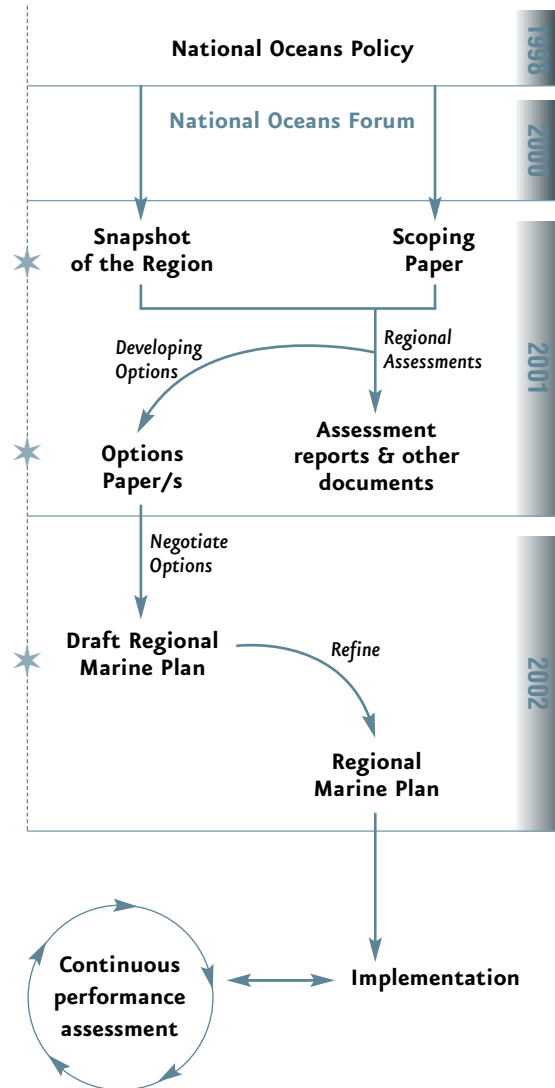 National Oceans Policy
1998
National Oceans Forum
2000
Snapshot
of the Region
Scoping
Paper
Developing
Options
Regional
Assessments
2001
Options
Paper/s
Assessment
reports & other
documents
Negotiate
Options
Draft Regional
Marine Plan
Refine
2002
Regional
Marine Plan
Continuous
performance
assessment
Implementation